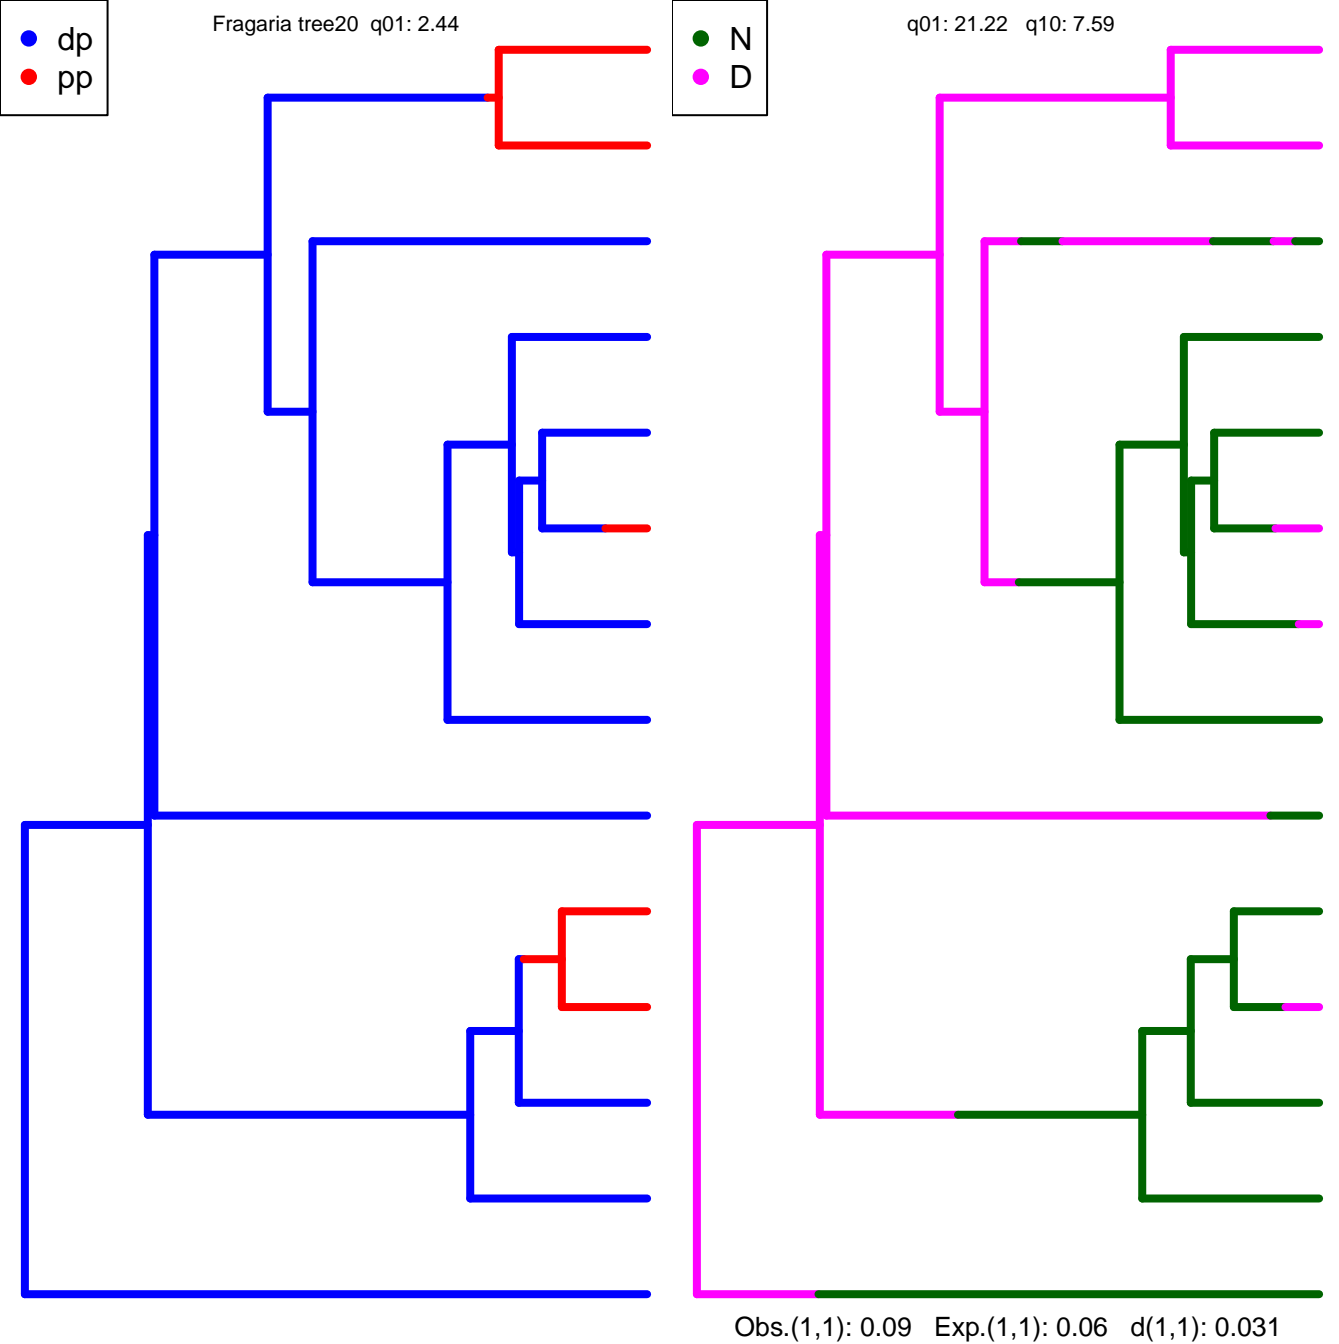 Fragaria tree20 q01: 2.44
dp
pp
q01: 21.22 q10: 7.59
N
D
Obs.(1,1): 0.09 Exp.(1,1): 0.06 d(1,1): 0.031